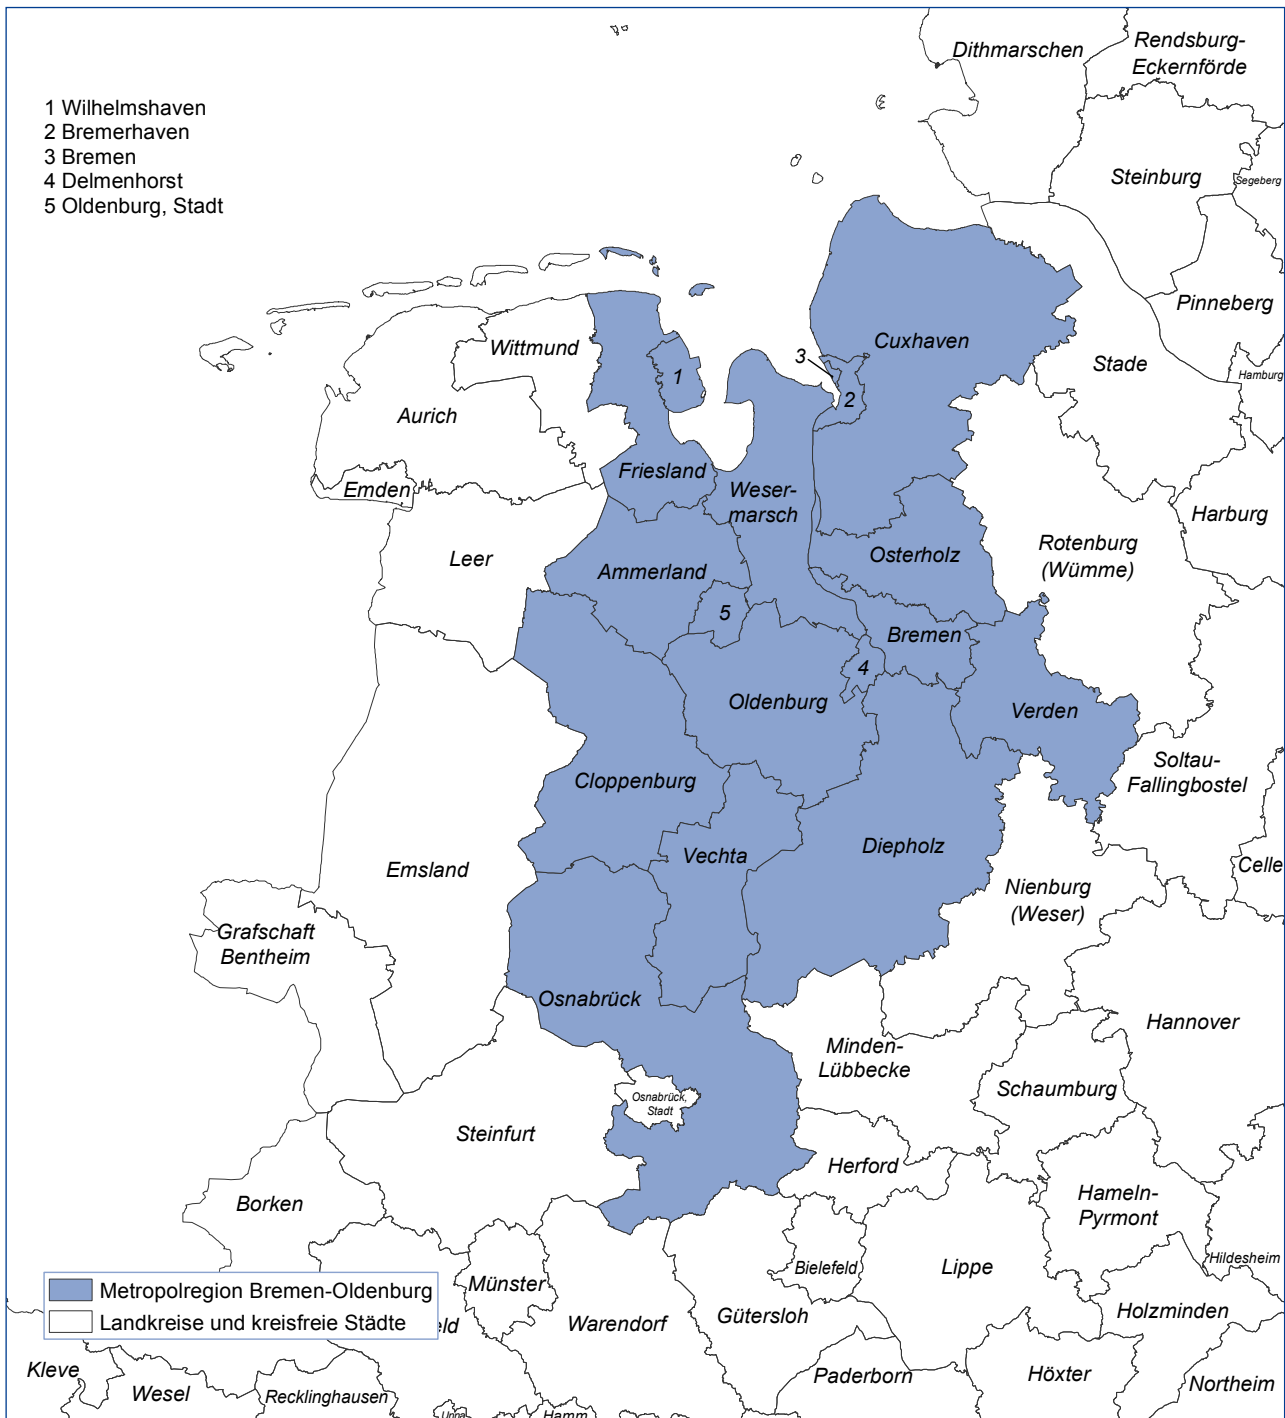 1 Wilhelmshaven
2 Bremerhaven
3 Bremen
4 Delmenhorst
5 Oldenburg, Stadt
Dithmarschen
Rendsburg-
Eckernförde
Steinburg
Segeberg
Pinneberg
Hamburg
Cuxhaven
Stade
Wittmund
1
3
2
Aurich
Emden
Friesland
Weser-
marsch
Harburg
Leer
Ammerland
Osterholz
Rotenburg
(Wümme)
5
Bremen
4
Oldenburg
Verden
Soltau-
Fallingbostel
Cloppenburg
Vechta
Diepholz
Celle
Emsland
Nienburg
(Weser)
Grafschaft
Bentheim
Osnabrück
Hannover
Minden-
Lübbecke
Schaumburg
Osnabrück,
Stadt
Steinfurt
Herford
Borken
Hameln-
Pyrmont
Hildesheim
Münster
Bielefeld
Lippe
Metropolregion Bremen-Oldenburg
Landkreise und kreisfreie Städte
eld
Warendorf
Gütersloh
Holzminden
Kleve
Wesel
Recklinghausen
Paderborn
Höxter
Northeim
Unna
Hamm